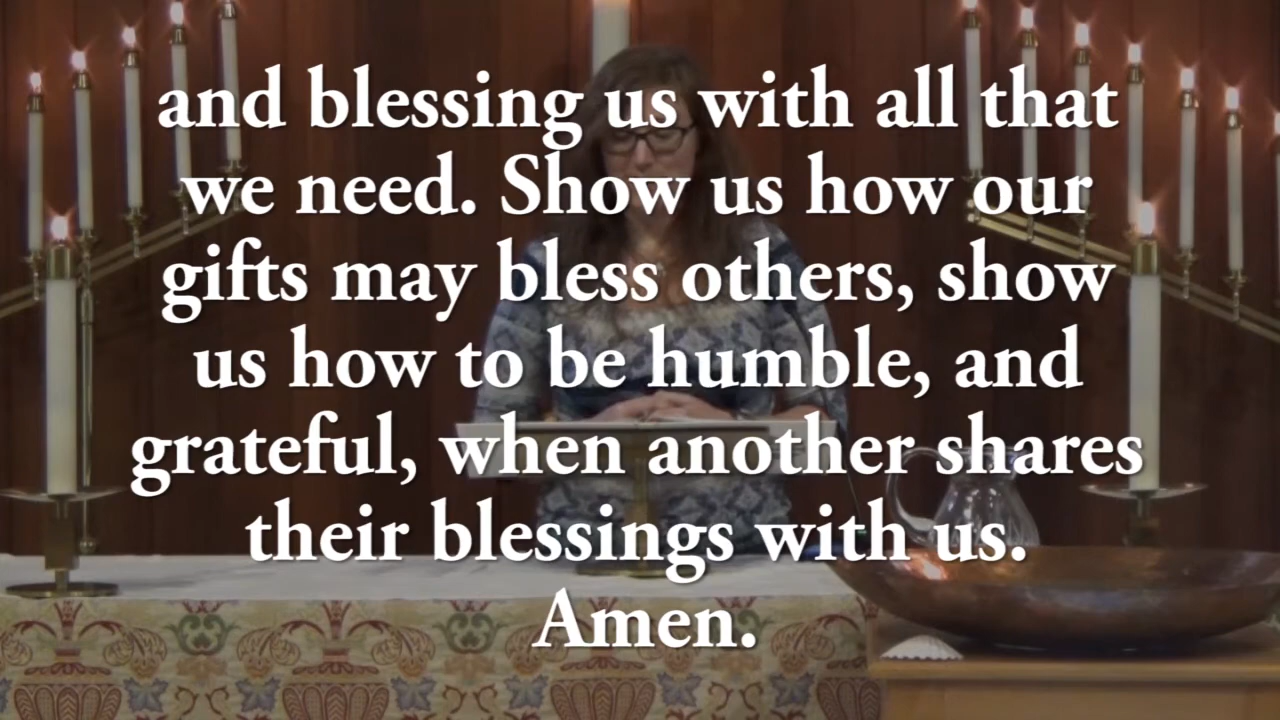 and blessing us with all that
we need. Show us how our
gifts may bless others, show
us how to be humble, and
grateful, when another shares
their blessings with us.
Amen.